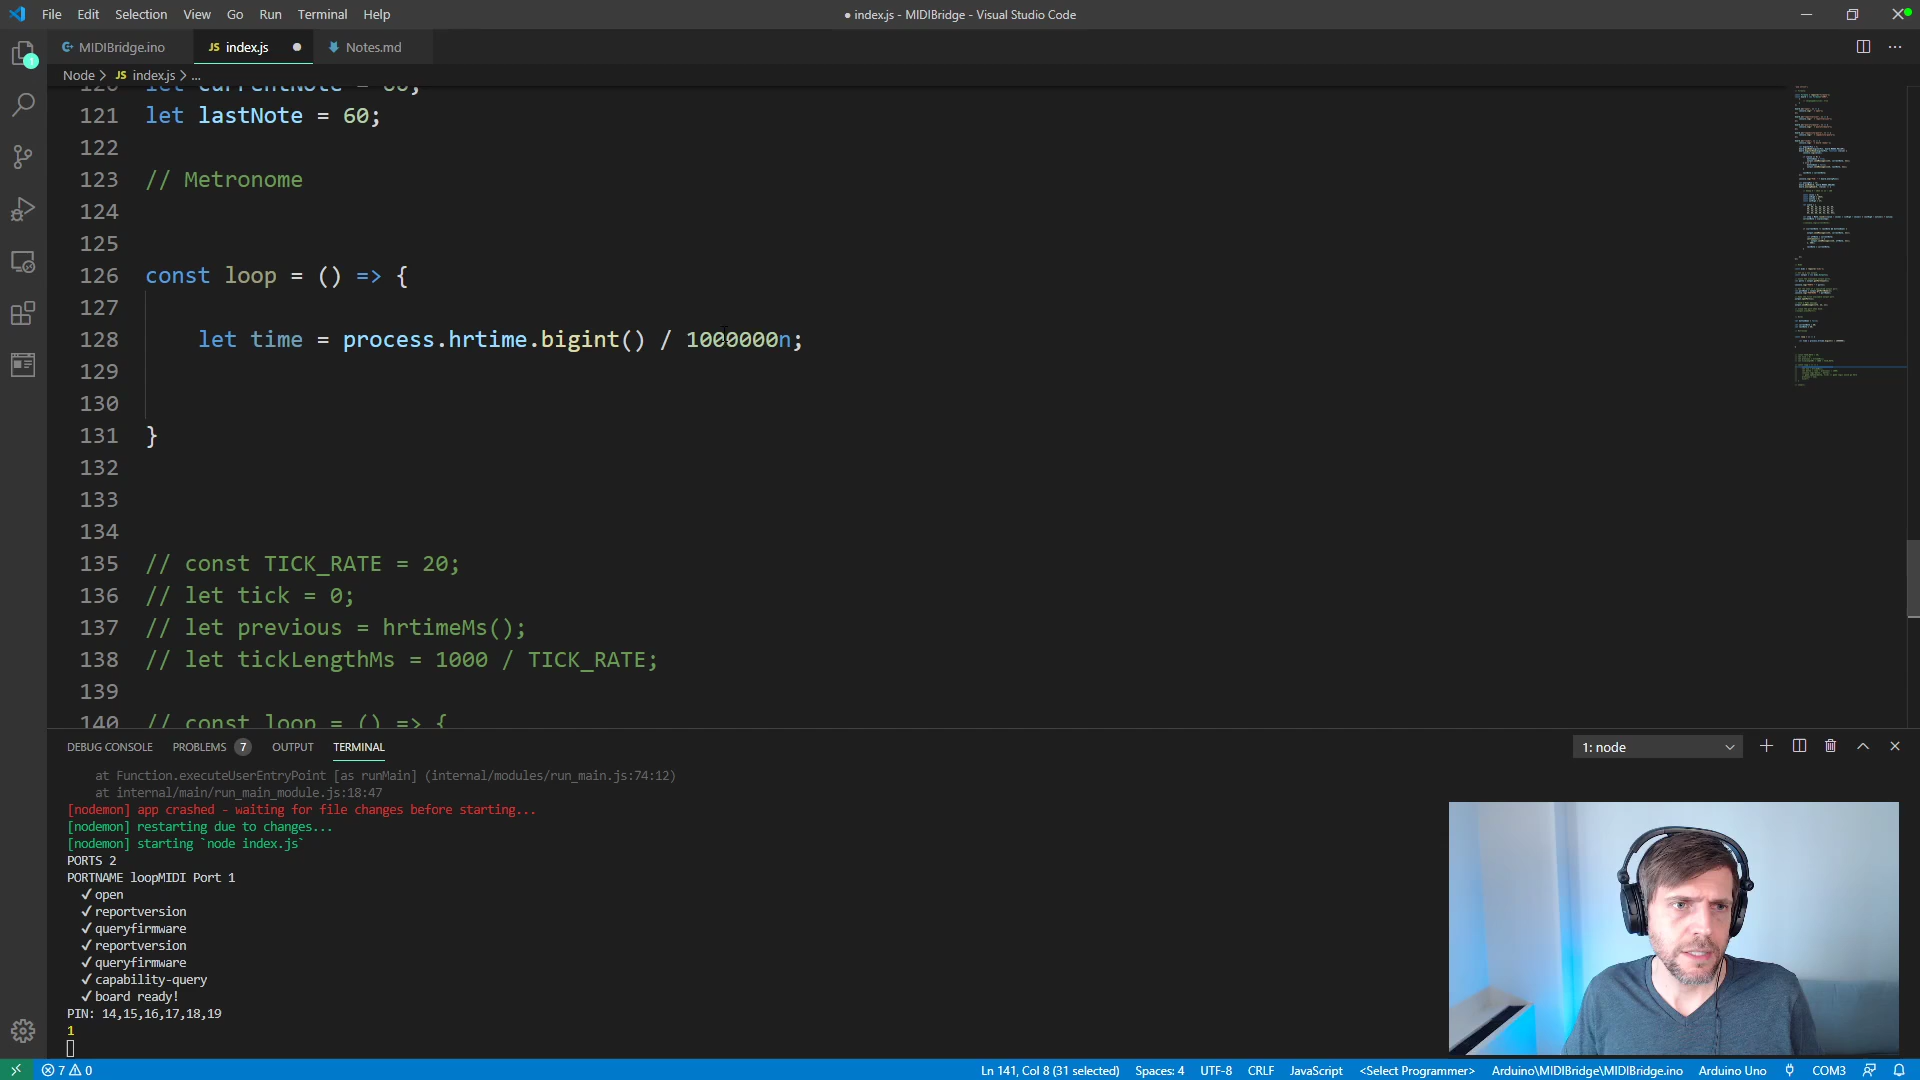 File Edit Selection View Go Run Terminal Help
● index.js - MIDIBridge - Visual Studio Code
MIDIBridge.ino JS index.js ● Notes.md
Node > JS index.js > ...
120 let currentNote = 60;
121 let lastNote = 60;
122
123 // Metronome
124
125
126 const loop = () => {
127
128 let time = process.hrtime.bigint() / 1000000n;
129
130
131 }
132
133
134
135 // const TICK_RATE = 20;
136 // let tick = 0;
137 // let previous = hrtimeMs();
138 // let tickLengthMs = 1000 / TICK_RATE;
139
140 // const loop = () => {
DEBUG CONSOLE PROBLEMS 7 OUTPUT TERMINAL 1: node
at Function.executeUserEntryPoint [as runMain] (internal/modules/run_main.js:74:12)
at internal/main/run_main_module.js:18:47
[nodemon] app crashed - waiting for file changes before starting...
[nodemon] restarting due to changes...
[nodemon] starting `node index.js`
PORTS 2
PORTNAME loopMIDI Port 1
✓ open
✓ reportversion
✓ queryfirmware
✓ reportversion
✓ queryfirmware
✓ capability-query
✓ board ready!
PIN: 14,15,16,17,18,19
1
7 0 Ln 141, Col 8 (31 selected) Spaces: 4 UTF-8 CRLF JavaScript <Select Programmer> Arduino\MIDIBridge\MIDIBridge.ino Arduino Uno COM3